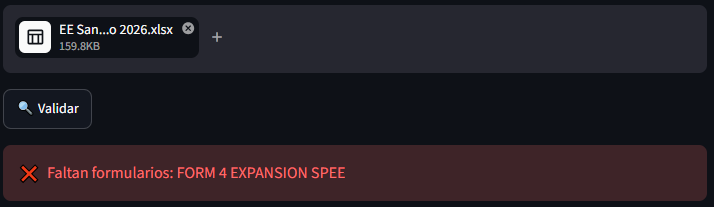 EE San...o 2026.xlsx
159.8KB
Validar
Faltan formularios: FORM 4 EXPANSION SPEE